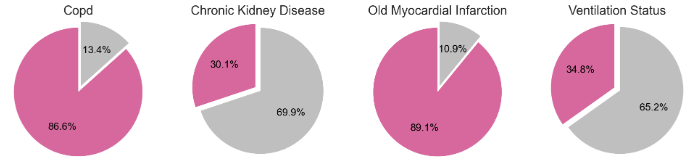 Copd
13.4%
86.6%
Chronic Kidney Disease
30.1%
69.9%
Old Myocardial Infarction
10.9%
89.1%
Ventilation Status
34.8%
65.2%